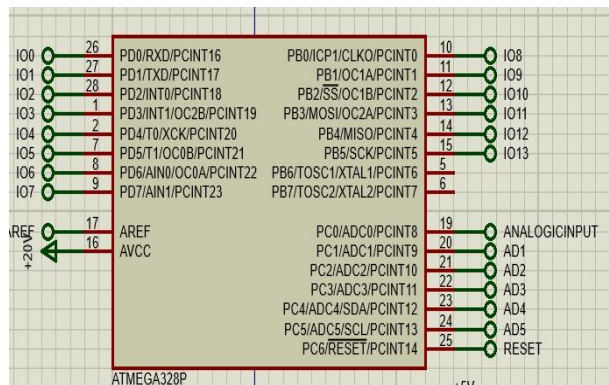 IO0 26 PD0/RXD/PCINT16 PB0/ICP1/CLKO/PCINT0 10 IO8
IO1 27 PD1/TXD/PCINT17 PB1/OC1A/PCINT1 11 IO9
IO2 28 PD2/INT0/PCINT18 PB2/SS/OC1B/PCINT2 12 IO10
IO3 1 PD3/INT1/OC2B/PCINT19 PB3/MOSI/OC2A/PCINT3 13 IO11
IO4 2 PD4/T0/XCK/PCINT20 PB4/MISO/PCINT4 14 IO12
IO5 7 PD5/T1/OC0B/PCINT21 PB5/SCK/PCINT5 15 IO13
IO6 8 PD6/AIN0/OC0A/PCINT22 PB6/TOSC1/XTAL1/PCINT6 5
IO7 9 PD7/AIN1/PCINT23 PB7/TOSC2/XTAL2/PCINT7 6
AREF 17 AREF PC0/ADC0/PCINT8 19 ANALOGICINPUT
+20V 16 AVCC PC1/ADC1/PCINT9 20 AD1
PC2/ADC2/PCINT10 21 AD2
PC3/ADC3/PCINT11 22 AD3
PC4/ADC4/SDA/PCINT12 23 AD4
PC5/ADC5/SCL/PCINT13 24 AD5
PC6/RESET/PCINT14 25 RESET
ATMEGA328P